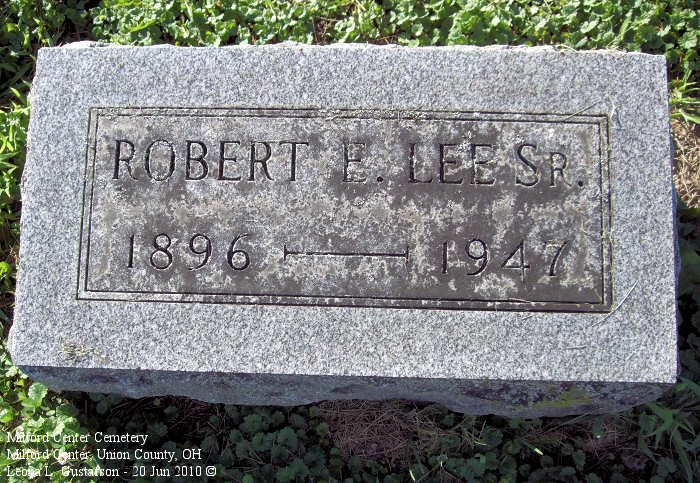 ROBERT E. LEE SR.
1896 — 1947
Milford Center Cemetery
Milford Center, Union County, OH
Leona L. Gustafson - 20 Jun 2010 ©